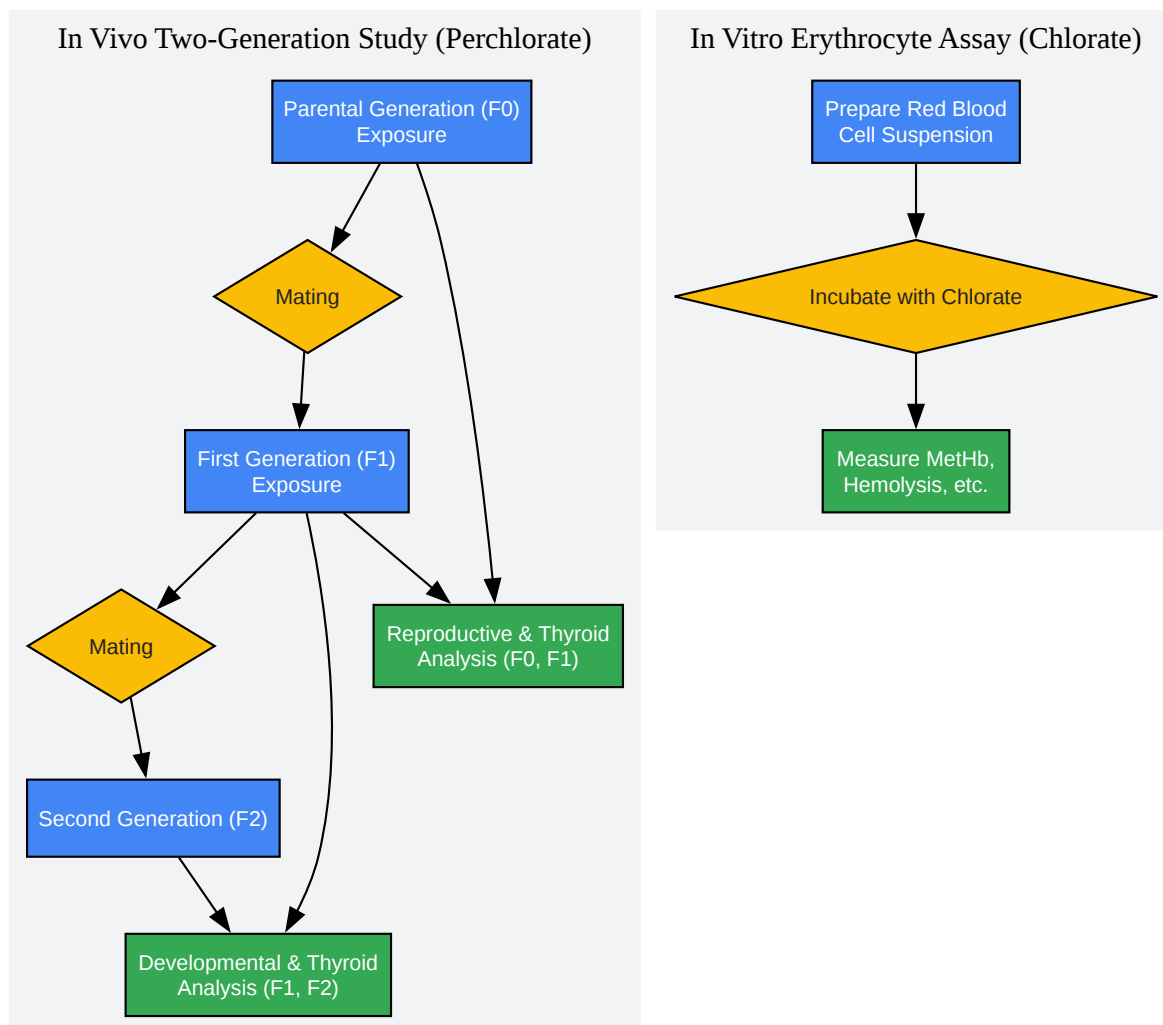 In Vivo Two-Generation Study (Perchlorate)
Parental Generation (F0)
Exposure
Mating
First Generation (F1)
Exposure
Mating
Reproductive & Thyroid
Analysis (F0, F1)
Second Generation (F2)
Developmental & Thyroid
Analysis (F1, F2)
In Vitro Erythrocyte Assay (Chlorate)
Prepare Red Blood
Cell Suspension
Incubate with Chlorate
Measure MetHb,
Hemolysis, etc.